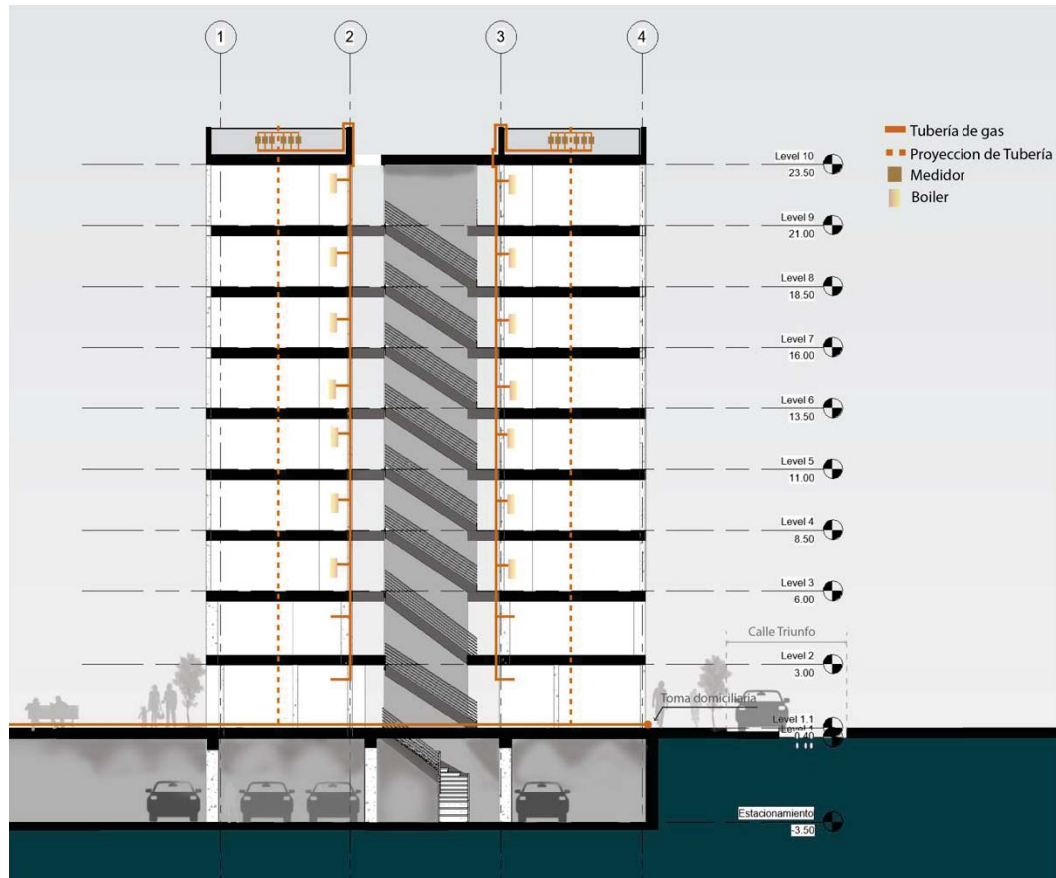 1
2
3
4
Tubería de gas
Proyeccion de Tubería
Medidor
Boiler
Level 10
23.50
Level 9
21.00
Level 8
18.50
Level 7
16.00
Level 6
13.50
Level 5
11.00
Level 4
8.50
Level 3
6.00
Calle Triunfo
Level 2
3.00
Toma domiciliaria
Level 1.1
Level 1
0.40
Estacionamiento
-3.50